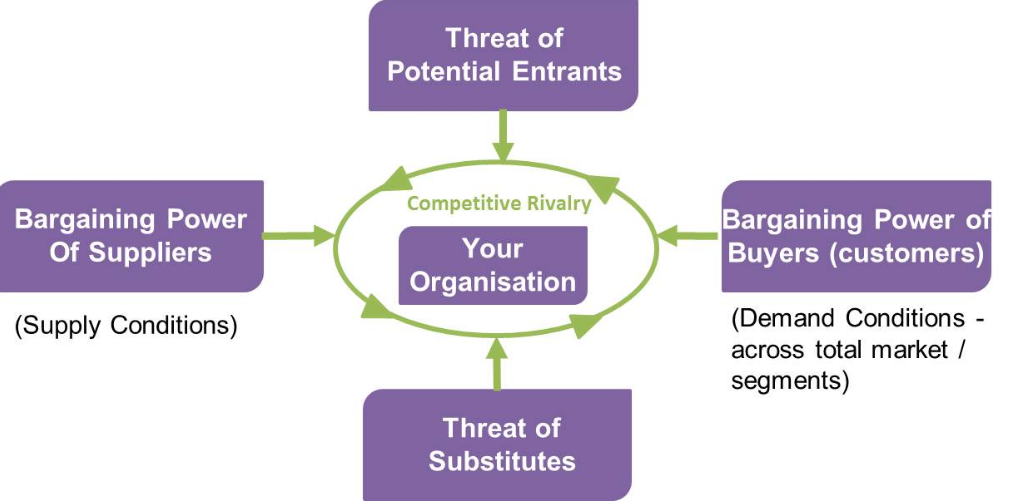 Threat of
Potential Entrants
Competitive Rivalry
Bargaining Power
Of Suppliers
Your
Organisation
Bargaining Power of
Buyers (customers)
(Supply Conditions)
(Demand Conditions -
across total market /
segments)
Threat of
Substitutes